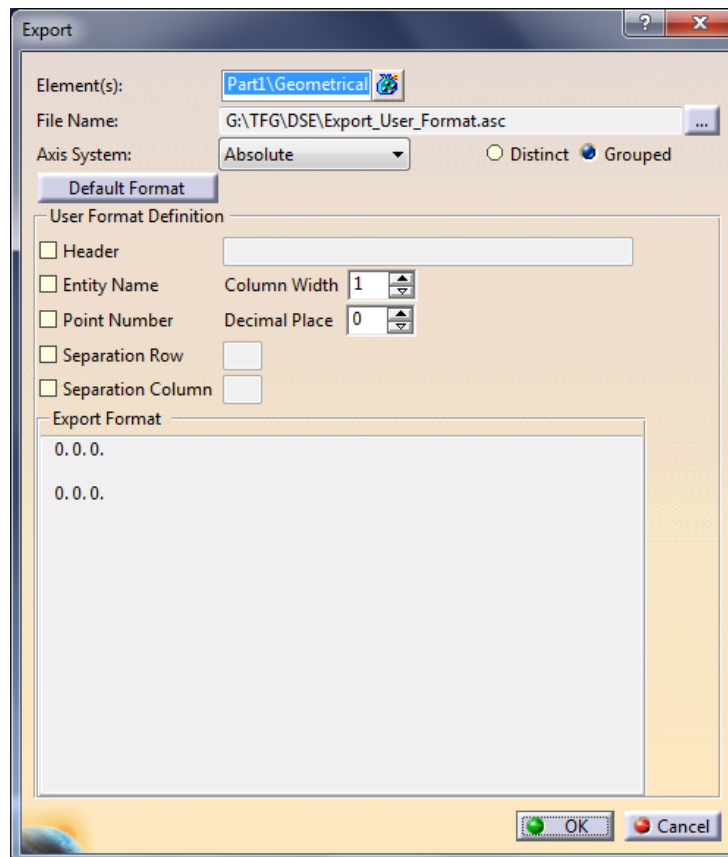 Export
Element(s): Part1\Geometrical
File Name: G:\TFG\DSE\Export_User_Format.asc ...
Axis System: Absolute Distinct Grouped
Default Format
User Format Definition
Header
Entity Name Column Width 1
Point Number Decimal Place 0
Separation Row
Separation Column
Export Format
0. 0. 0.
0. 0. 0.
OK Cancel